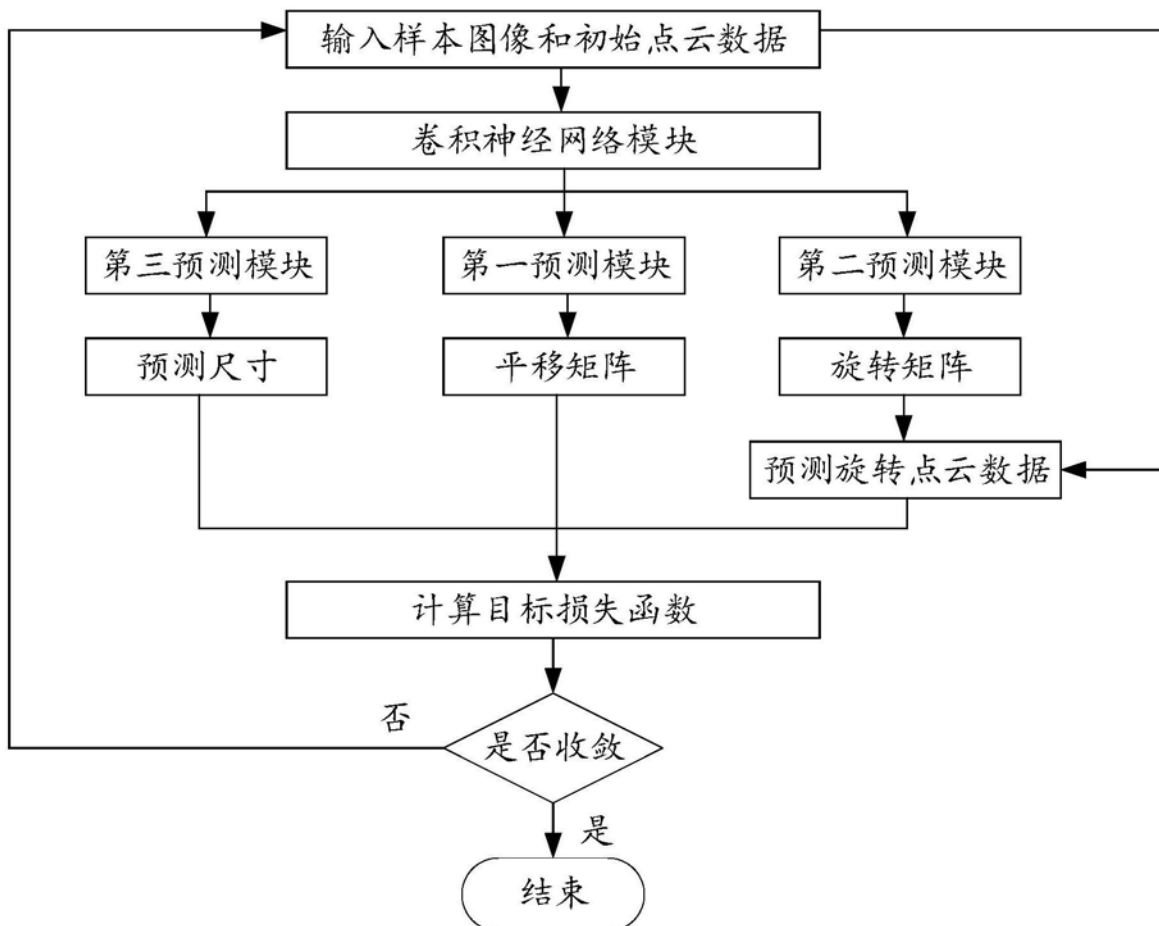 输入样本图像和初始点云数据
卷积神经网络模块
第三预测模块
第一预测模块
第二预测模块
预测尺寸
平移矩阵
旋转矩阵
预测旋转点云数据
计算目标损失函数
否
是否收敛
是
结束